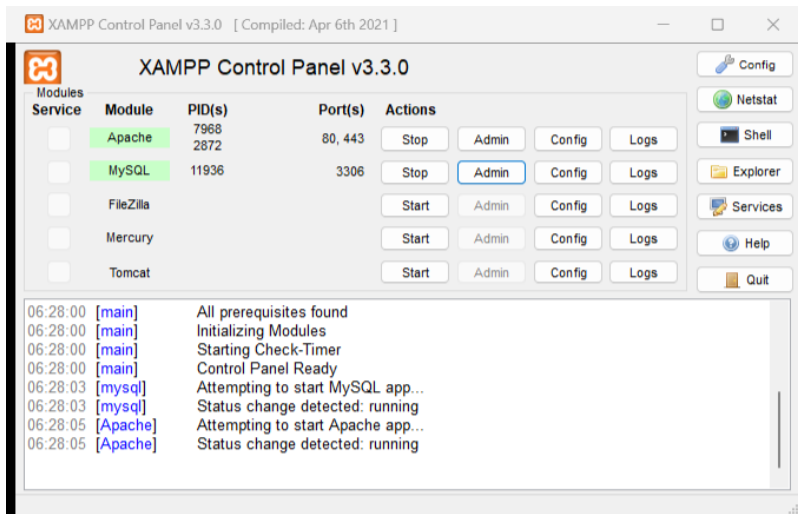 XAMPP Control Panel v3.3.0 [ Compiled: Apr 6th 2021 ]
XAMPP Control Panel v3.3.0
Config
Modules
Service Module PID(s) Port(s) Actions
Netstat
Apache 7968 2872 80, 443 Stop Admin Config Logs
Shell
MySQL 11936 3306 Stop Admin Config Logs
Explorer
FileZilla Start Admin Config Logs
Services
Mercury Start Admin Config Logs
Help
Tomcat Start Admin Config Logs
Quit
06:28:00 [main] All prerequisites found
06:28:00 [main] Initializing Modules
06:28:00 [main] Starting Check-Timer
06:28:00 [main] Control Panel Ready
06:28:03 [mysql] Attempting to start MySQL app...
06:28:03 [mysql] Status change detected: running
06:28:05 [Apache] Attempting to start Apache app...
06:28:05 [Apache] Status change detected: running